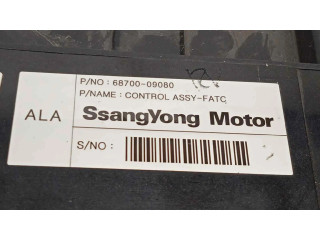 P/NO : 68700-09080
P/NAME : CONTROL ASSY-FATC
ALA
SsangYong Motor
S/NO :